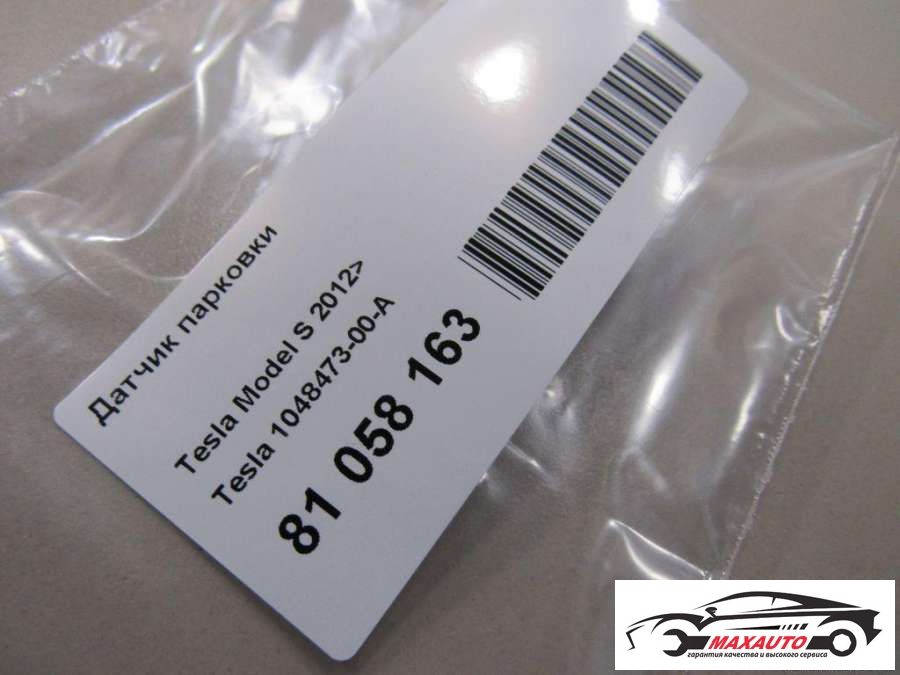 Датчик парковки
Tesla Model S 2012>
Tesla 1048473-00-A
81 058 163
MAXAUTO
гарантия качества и высокого сервиса